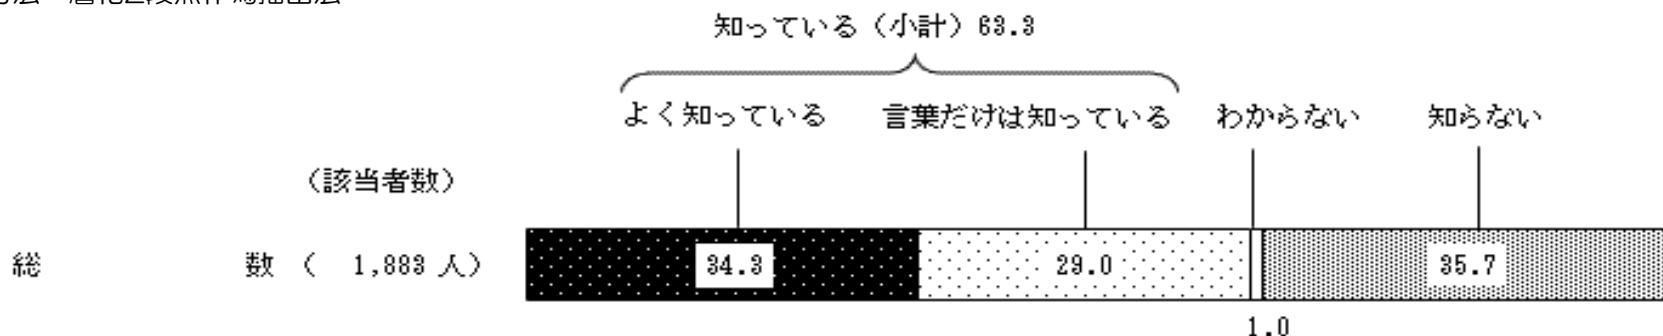 知っている（小計）63.3
よく知っている 言葉だけは知っている わからない 知らない
（該当者数）
総 数（ 1,883 人） 34.3 29.0 35.7
1.0